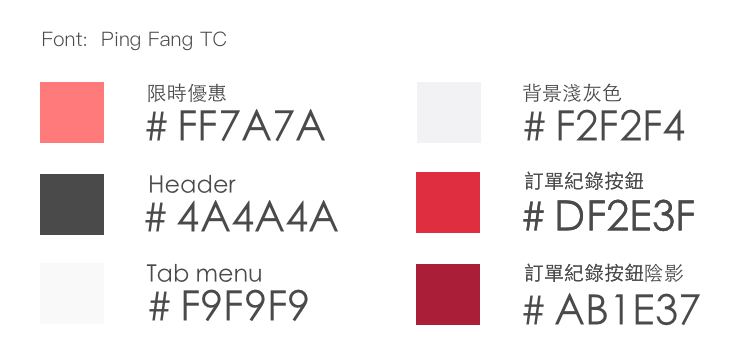 Font: Ping Fang TC
限時優惠
# FF7A7A
Header
# 4A4A4A
Tab menu
# F9F9F9
背景淺灰色
# F2F2F4
訂單紀錄按鈕
# DF2E3F
訂單紀錄按鈕陰影
# AB1E37